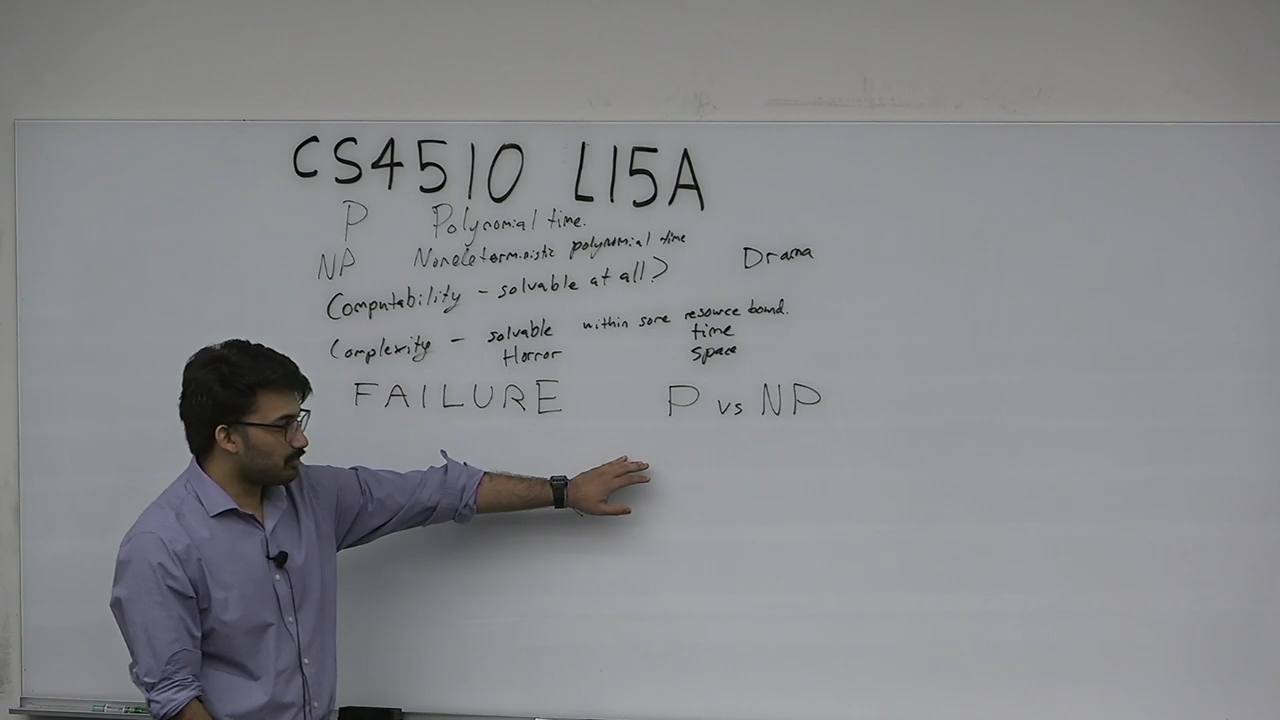 CS4510 L15A
P Polynomial time.
NP Nondeterministic polynomial time
Drama
Computability - solvable at all?
Complexity - solvable within some resource bound.
time
Horror space
FAILURE P vs NP